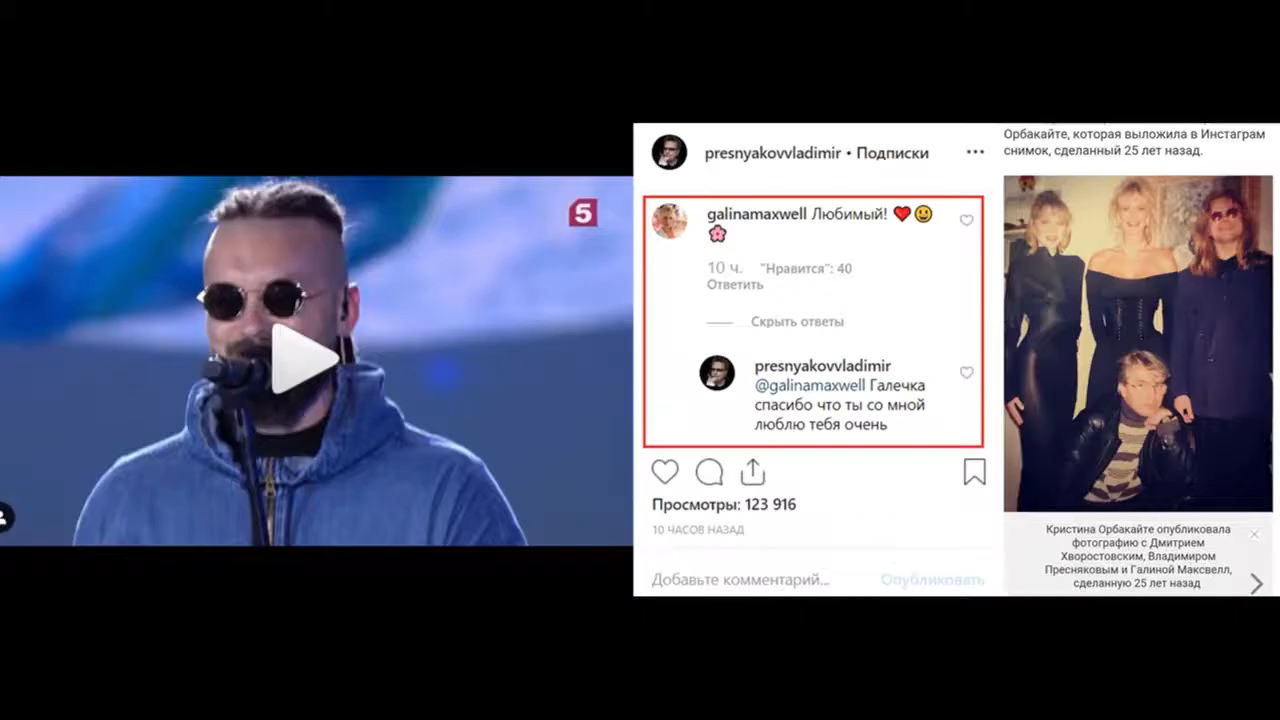 5
presnyakovvladimir • Подписки
galinamaxwell Любимый! ❤️😃
🌸
10 ч. "Нравится": 40
Ответить
Скрыть ответы
presnyakovvladimir
@galinamaxwell Галечка
спасибо что ты со мной
люблю тебя очень
Просмотры: 123 916
10 ЧАСОВ НАЗАД
Добавьте комментарий... Опубликовать
Орбакайте, которая выложила в Инстаграм
снимок, сделанный 25 лет назад.
Кристина Орбакайте опубликовала
фотографию с Дмитрием
Хворостовским, Владимиром
Пресняковым и Галиной Максвелл,
сделанную 25 лет назад